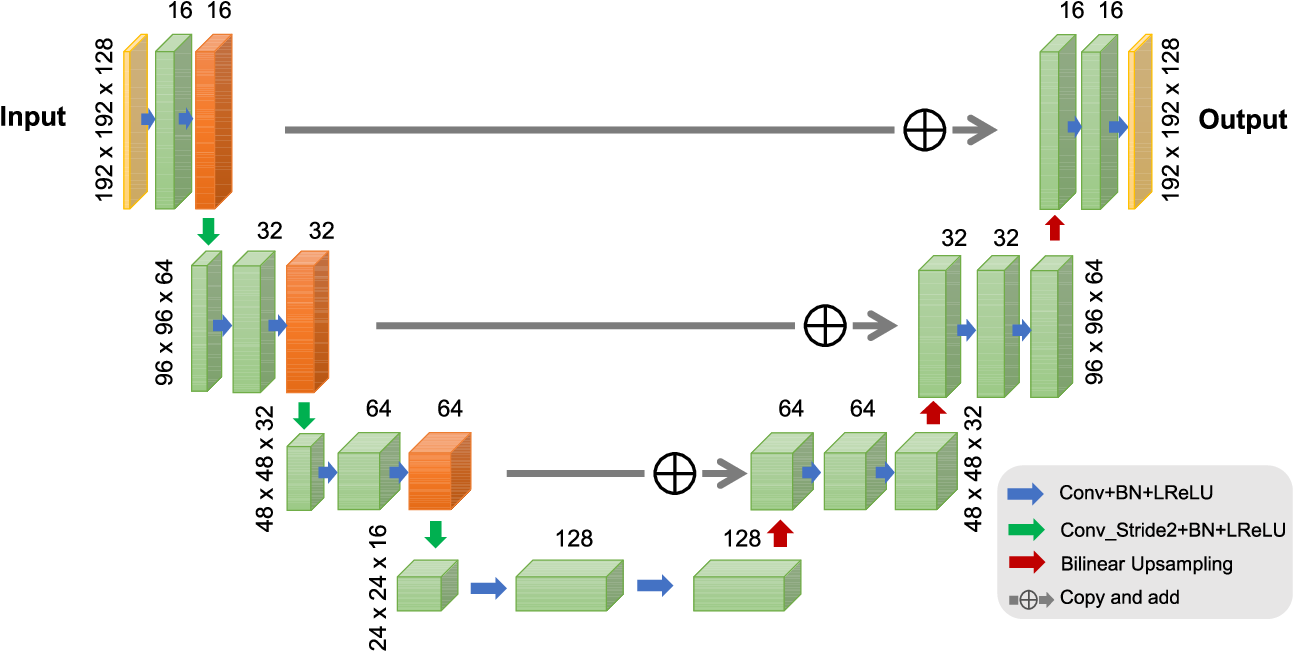 16 16
16 16
Input
192 x 192 x 128
192 x 192 x 128
Output
32 32
32 32
96 x 96 x 64
96 x 96 x 64
64 64
64 64
48 x 48 x 32
48 x 48 x 32
128 128
24 x 24 x 16
Conv+BN+LReLU
Conv_Stride2+BN+LReLU
Bilinear Upsampling
Copy and add